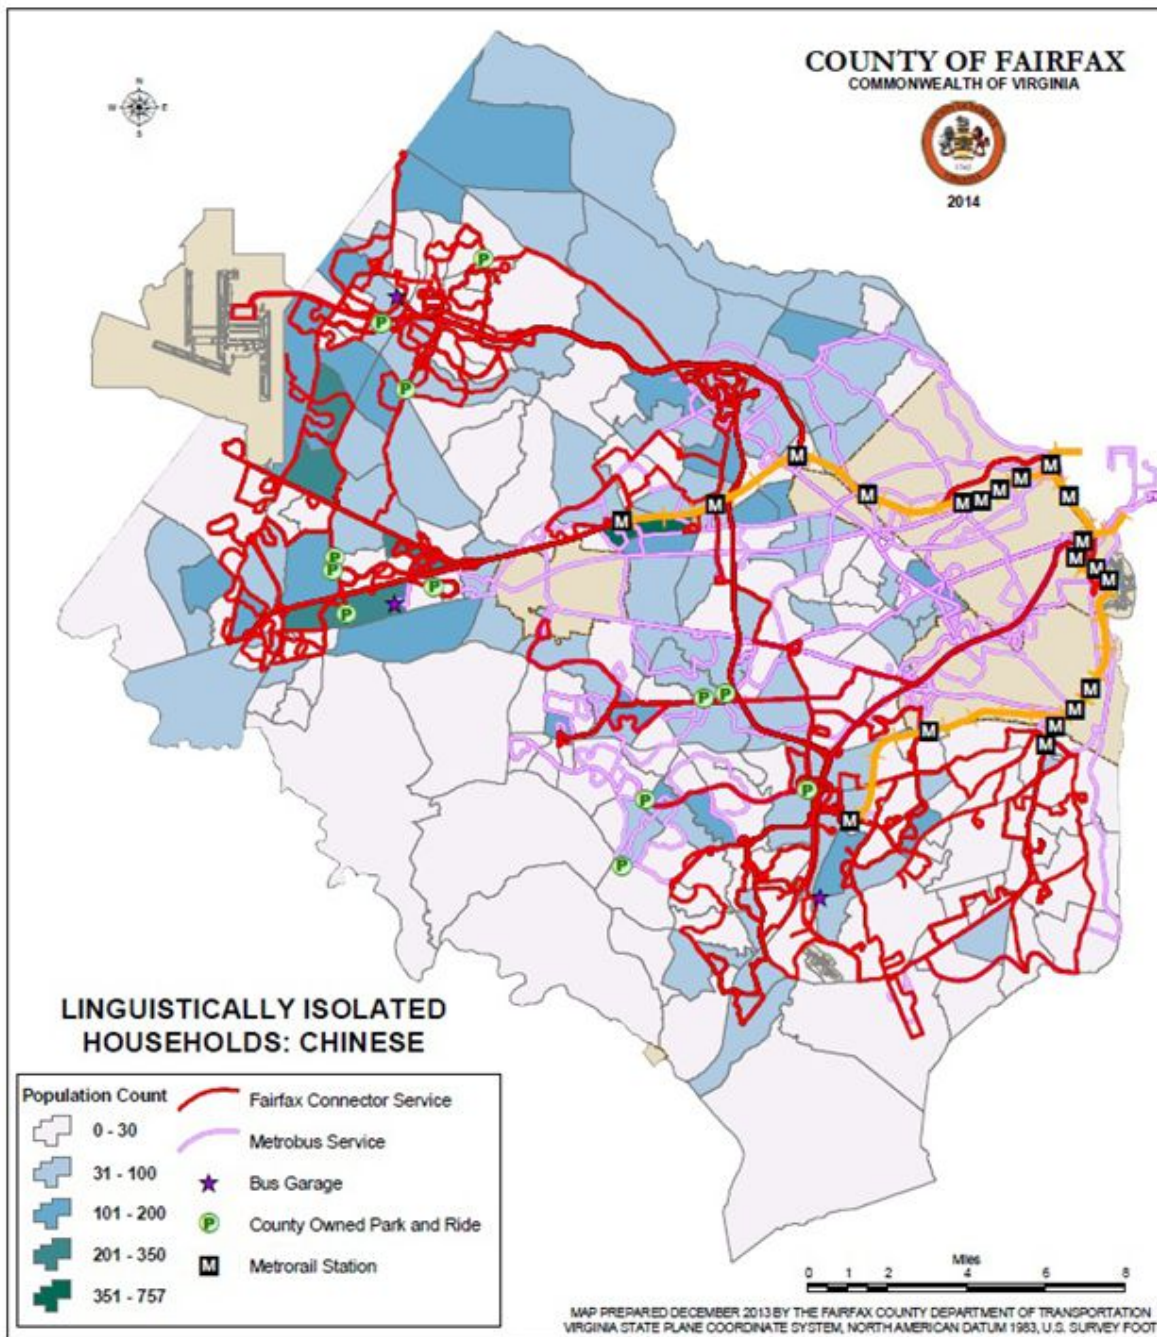 COUNTY OF FAIRFAX
COMMONWEALTH OF VIRGINIA
1742
2014
N
W E
S
LINGUISTICALLY ISOLATED
HOUSEHOLDS: CHINESE
Population Count
0 - 30
31 - 100
101 - 200
201 - 350
351 - 757
Fairfax Connector Service
Metrobus Service
Bus Garage
P County Owned Park and Ride
M Metrorail Station
Miles
0 1 2 4 6 8
MAP PREPARED DECEMBER 2013 BY THE FAIRFAX COUNTY DEPARTMENT OF TRANSPORTATION
VIRGINIA STATE PLANE COORDINATE SYSTEM, NORTH AMERICAN DATUM 1983, U.S. SURVEY FOOT